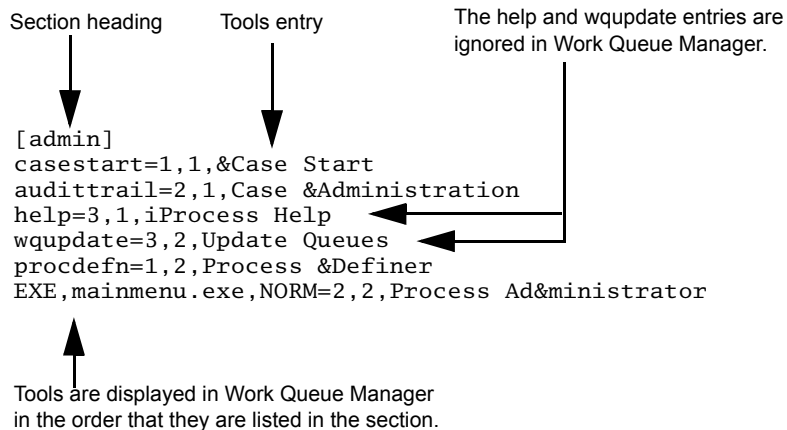 Section heading
Tools entry
The help and wqupdate entries are
ignored in Work Queue Manager.
[admin]
casestart=1,1,&Case Start
audittrail=2,1,Case &Administration
help=3,1,iProcess Help
wqupdate=3,2,Update Queues
procdefn=1,2,Process &Definer
EXE,mainmenu.exe,NORM=2,2,Process Ad&ministrator
Tools are displayed in Work Queue Manager
in the order that they are listed in the section.